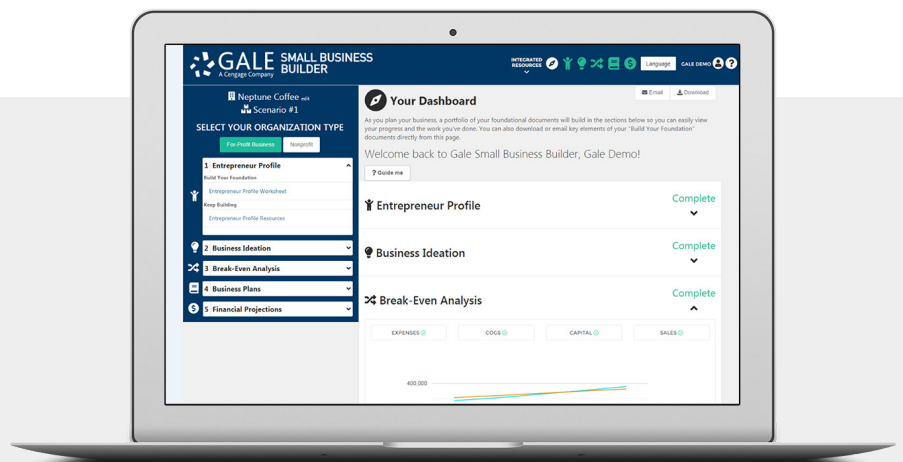 GALE SMALL BUSINESS BUILDER
A Cengage Company
INTEGRATED RESOURCES
Language
GALE DEMO
?
Neptune Coffee edit
Scenario #1
SELECT YOUR ORGANIZATION TYPE
For-Profit Business
Nonprofit
1 Entrepreneur Profile
Build Your Foundation
Entrepreneur Profile Worksheet
Keep Building
Entrepreneur Profile Resources
2 Business Ideation
3 Break-Even Analysis
4 Business Plans
5 Financial Projections
Email
Download
Your Dashboard
As you plan your business, a portfolio of your foundational documents will build in the sections below so you can easily view
your progress and the work you've done. You can also download or email key elements of your "Build Your Foundation"
documents directly from this page.
Welcome back to Gale Small Business Builder, Gale Demo!
? Guide me
Entrepreneur Profile
Complete
Business Ideation
Complete
Break-Even Analysis
Complete
EXPENSES
COGS
CAPITAL
SALES
400,000